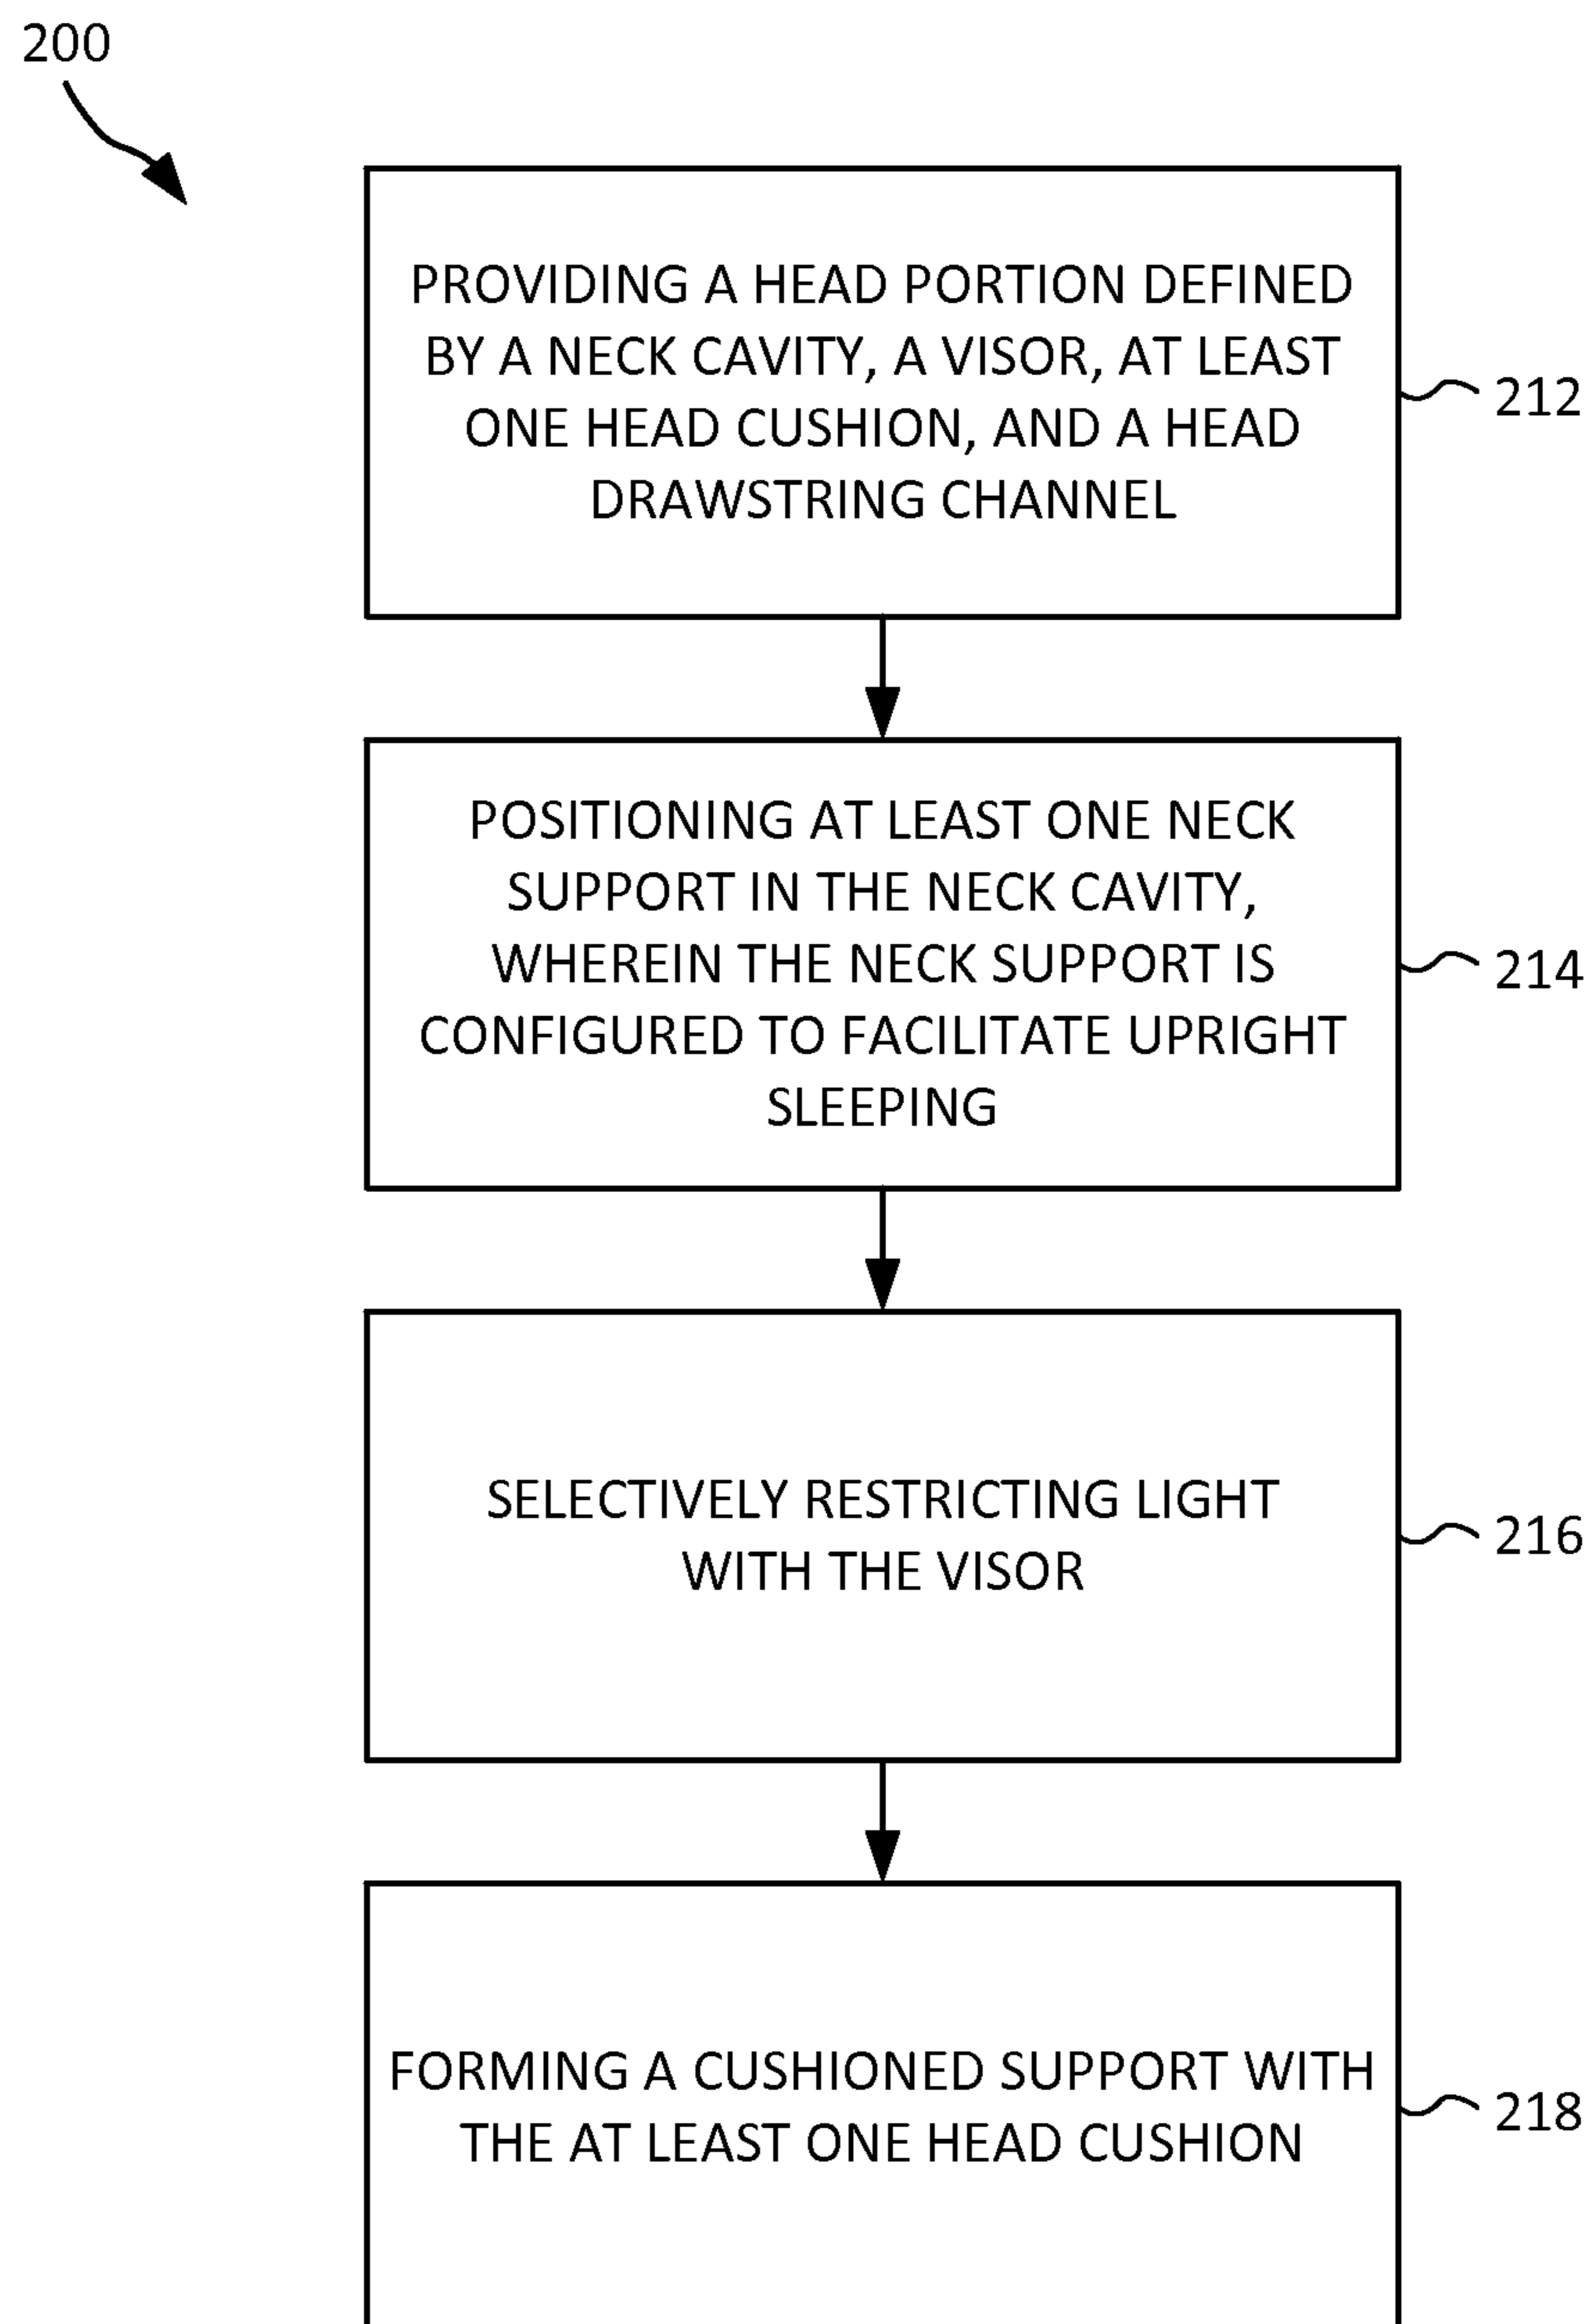 200
PROVIDING A HEAD PORTION DEFINED
BY A NECK CAVITY, A VISOR, AT LEAST
ONE HEAD CUSHION, AND A HEAD
DRAWSTRING CHANNEL
212
POSITIONING AT LEAST ONE NECK
SUPPORT IN THE NECK CAVITY,
WHEREIN THE NECK SUPPORT IS
CONFIGURED TO FACILITATE UPRIGHT
SLEEPING
214
SELECTIVELY RESTRICTING LIGHT
WITH THE VISOR
216
FORMING A CUSHIONED SUPPORT WITH
THE AT LEAST ONE HEAD CUSHION
218